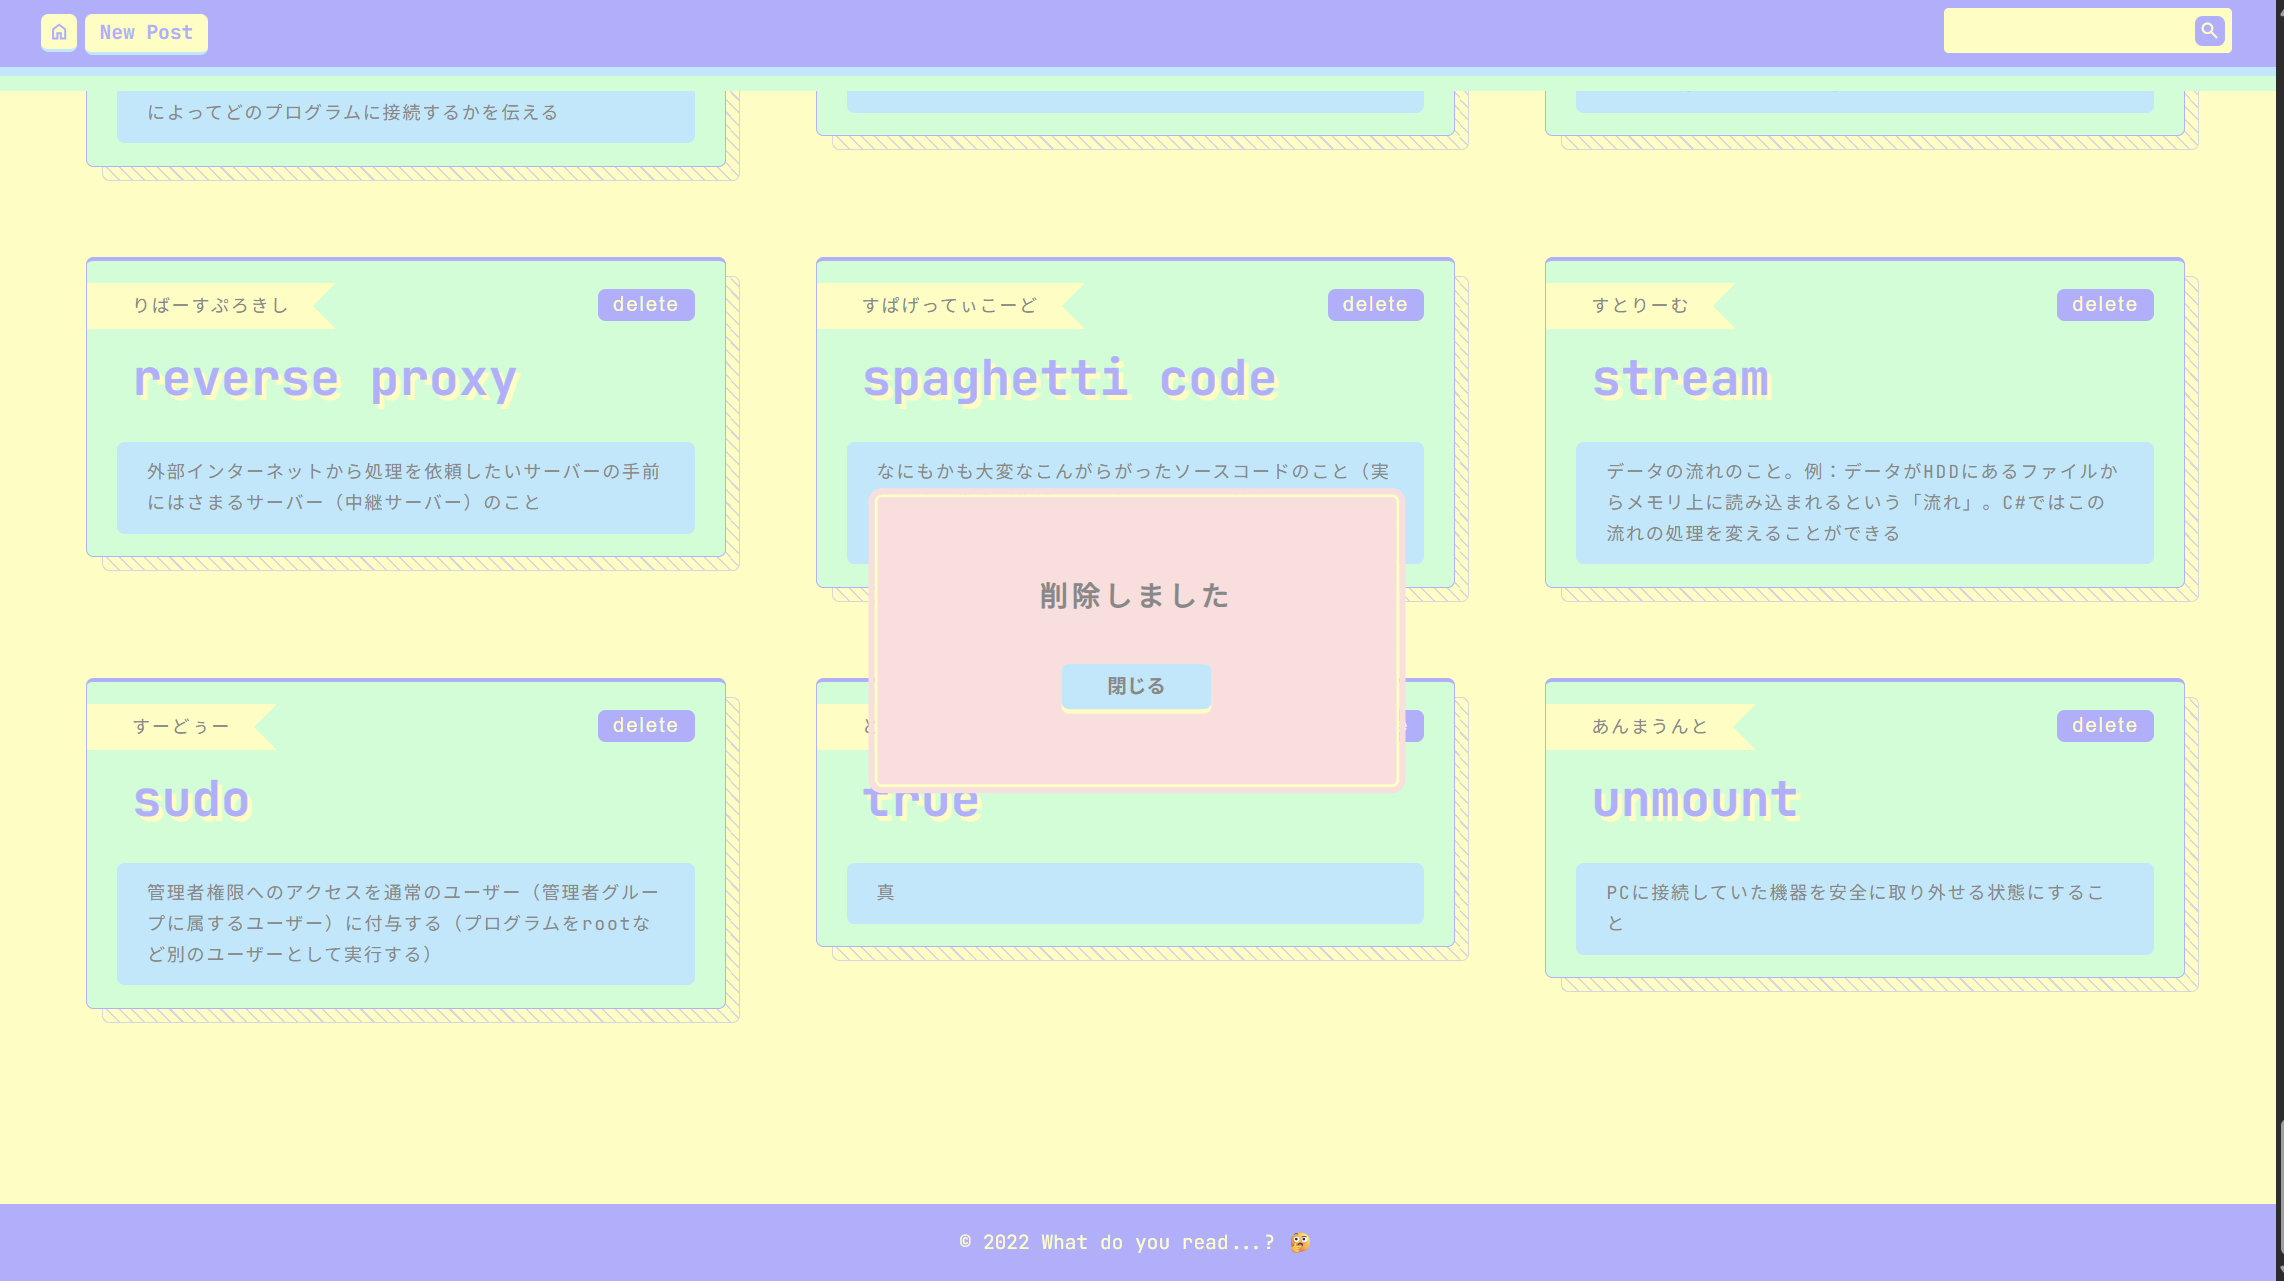 New Post
によってどのプログラムに接続するかを伝える
りばーすぷろきし
delete
reverse proxy
外部インターネットから処理を依頼したいサーバーの手前
にはさまるサーバー（中継サーバー）のこと
すぱげってぃこーど
delete
spaghetti code
なにもかも大変なこんがらがったソースコードのこと（実
すとりーむ
delete
stream
データの流れのこと。例：データがHDDにあるファイルか
らメモリ上に読み込まれるという「流れ」。C#ではこの
流れの処理を変えることができる
削除しました
閉じる
すーどぅー
delete
sudo
管理者権限へのアクセスを通常のユーザー（管理者グルー
プに属するユーザー）に付与する（プログラムをrootな
ど別のユーザーとして実行する）
true
真
あんまうんと
delete
unmount
PCに接続していた機器を安全に取り外せる状態にするこ
と
© 2022 What do you read...? 🤔